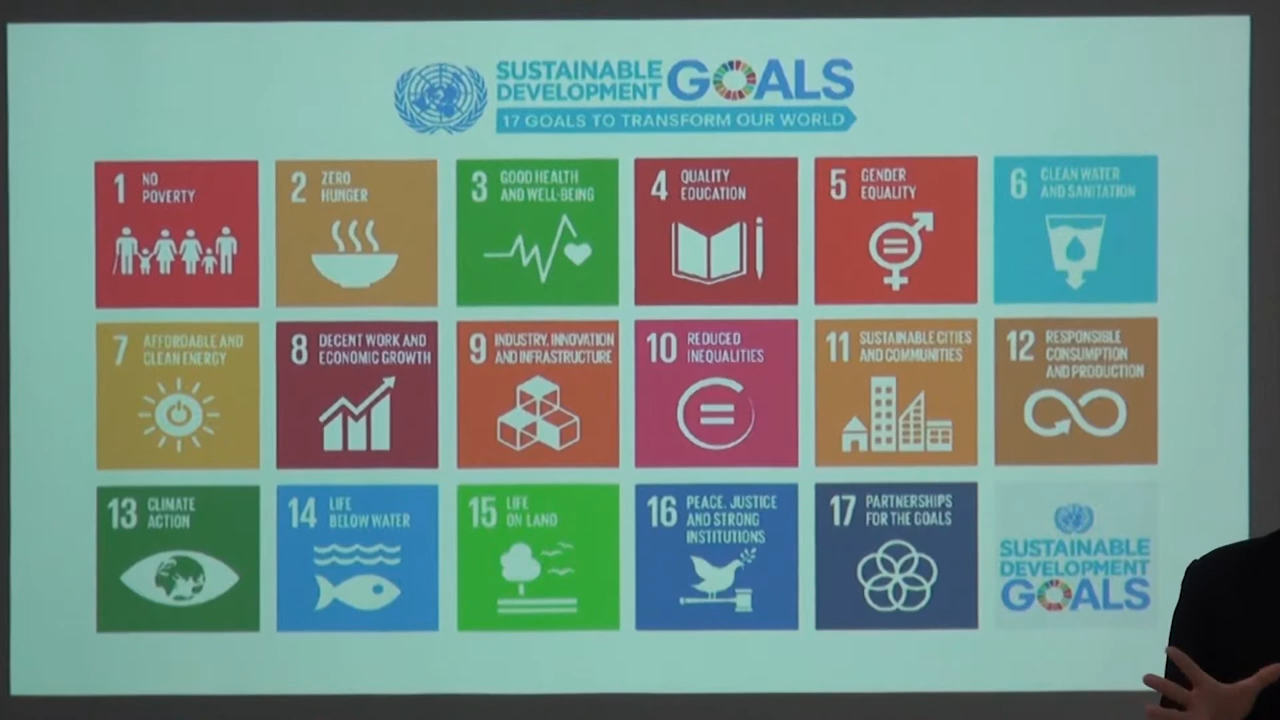 SUSTAINABLE
DEVELOPMENT GOALS
17 GOALS TO TRANSFORM OUR WORLD
1 NO
POVERTY
2 ZERO
HUNGER
3 GOOD HEALTH
AND WELL-BEING
4 QUALITY
EDUCATION
5 GENDER
EQUALITY
6 CLEAN WATER
AND SANITATION
7 AFFORDABLE AND
CLEAN ENERGY
8 DECENT WORK AND
ECONOMIC GROWTH
9 INDUSTRY, INNOVATION
AND INFRASTRUCTURE
10 REDUCED
INEQUALITIES
11 SUSTAINABLE CITIES
AND COMMUNITIES
12 RESPONSIBLE
CONSUMPTION
AND PRODUCTION
13 CLIMATE
ACTION
14 LIFE
BELOW WATER
15 LIFE
ON LAND
16 PEACE, JUSTICE
AND STRONG
INSTITUTIONS
17 PARTNERSHIPS
FOR THE GOALS
SUSTAINABLE
DEVELOPMENT
GOALS